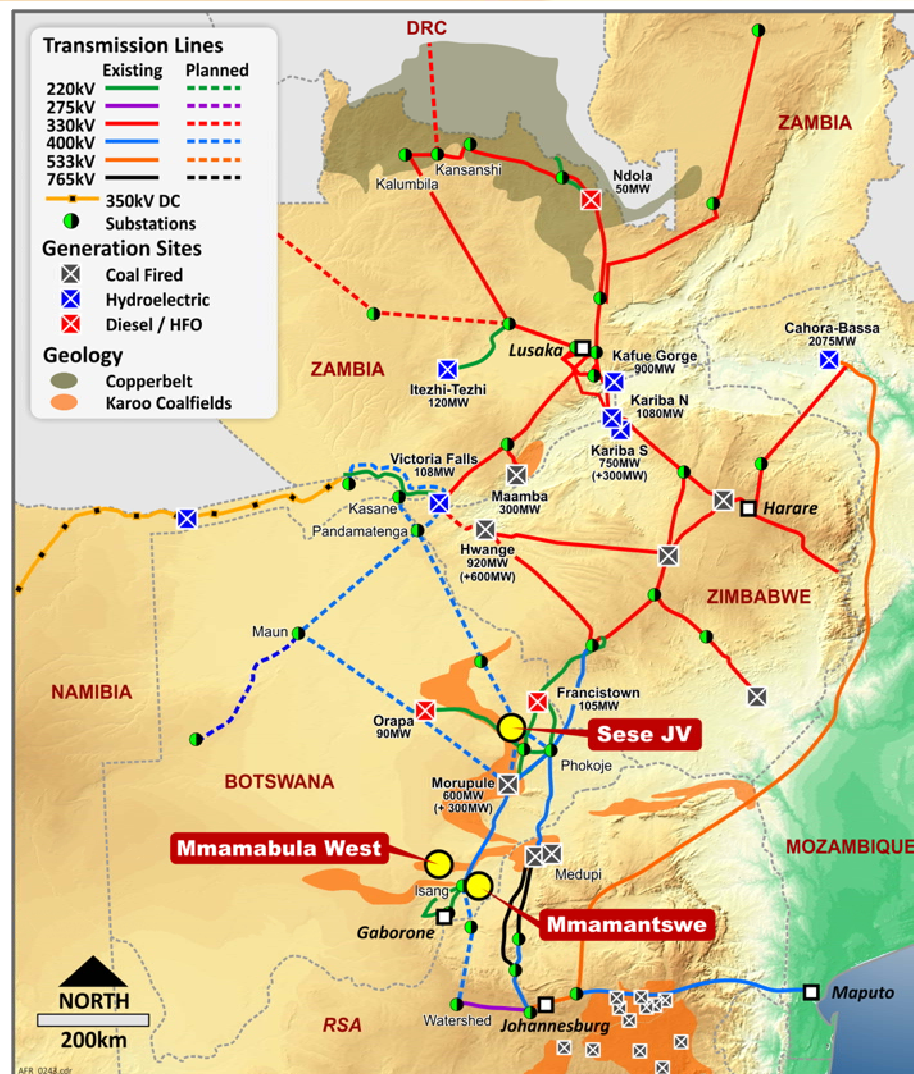 Transmission Lines
Existing Planned
220kV
275kV
330kV
400kV
533kV
765kV
350kV DC
Substations
Generation Sites
Coal Fired
Hydroelectric
Diesel / HFO
Geology
Copperbelt
Karoo Coalfields
DRC
ZAMBIA
Kansanshi
Kalumbila
Ndola
50MW
Lusaka
Kafue Gorge
900MW
Cahora-Bassa
2075MW
ZAMBIA
Itezhi-Tezhi
120MW
Kariba N
1080MW
Kariba S
750MW
(+300MW)
Victoria Falls
108MW
Maamba
300MW
Kasane
Pandamatenga
Harare
Hwange
920MW
(+600MW)
ZIMBABWE
Maun
NAMIBIA
Orapa
90MW
Francistown
105MW
Sese JV
Phokoje
BOTSWANA
Morupule
600MW
(+ 300MW)
Mmamabula West
MOZAMBIQUE
Medupi
Isang
Mmamantswe
Gaborone
NORTH
200km
RSA
Watershed
Johannesburg
Maputo
AFR_0243.cdr